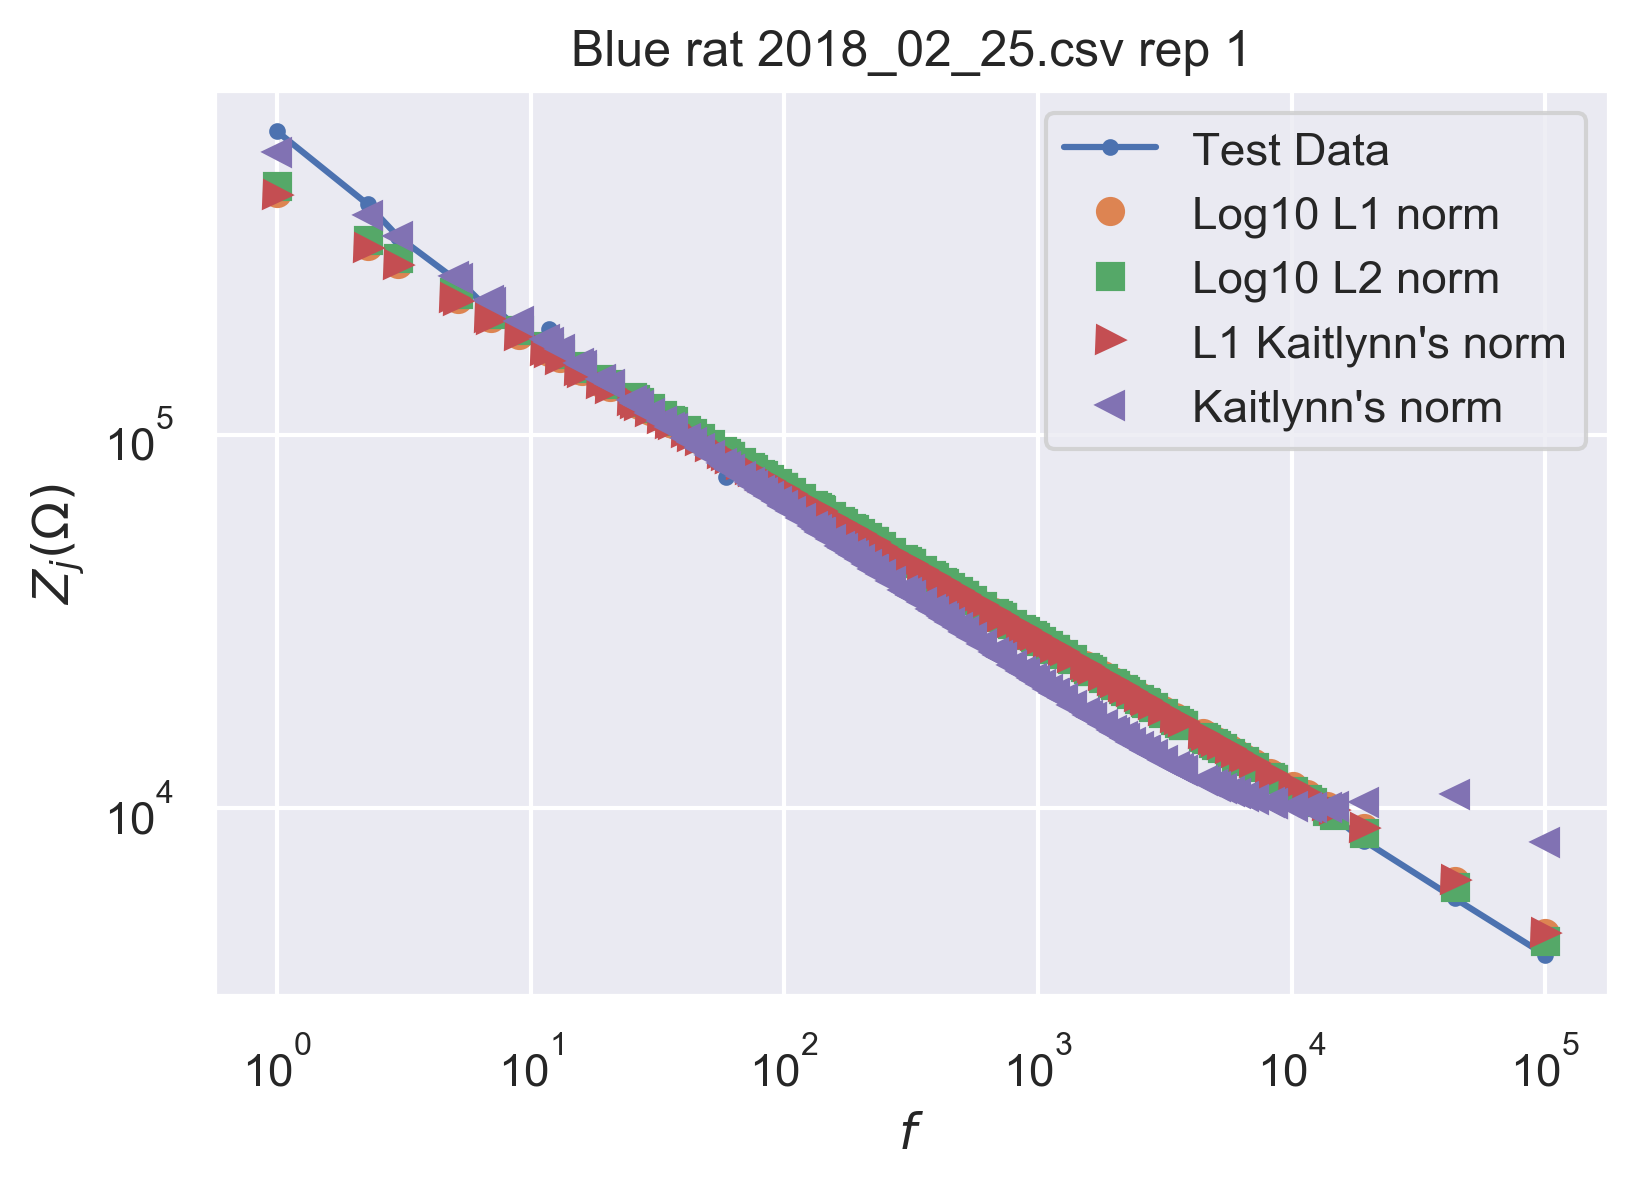 Blue rat 2018_02_25.csv rep 1
Test Data
Log10 L1 norm
Log10 L2 norm
L1 Kaitlynn's norm
Kaitlynn's norm
Z_j(Ω)
10^5
10^4
10^0 10^1 10^2 10^3 10^4 10^5
f